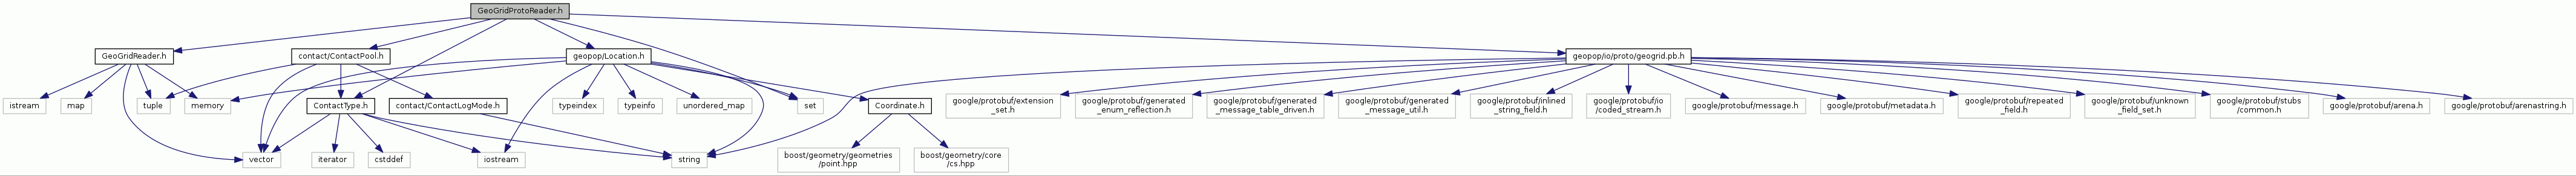 GeoGridProtoReader.h
GeoGridReader.h
contact/ContactPool.h
geopop/Location.h
geopop/io/proto/geogrid.pb.h
istream
map
tuple
memory
ContactType.h
contact/ContactLogMode.h
typeindex
typeinfo
unordered_map
set
Coordinate.h
google/protobuf/extension
_set.h
google/protobuf/generated
_enum_reflection.h
google/protobuf/generated
_message_table_driven.h
google/protobuf/generated
_message_util.h
google/protobuf/inlined
_string_field.h
google/protobuf/io
/coded_stream.h
google/protobuf/message.h
google/protobuf/metadata.h
google/protobuf/repeated
_field.h
google/protobuf/unknown
_field_set.h
google/protobuf/stubs
/common.h
google/protobuf/arena.h
google/protobuf/arenastring.h
vector
iterator
cstddef
iostream
string
boost/geometry/geometries
/point.hpp
boost/geometry/core
/cs.hpp